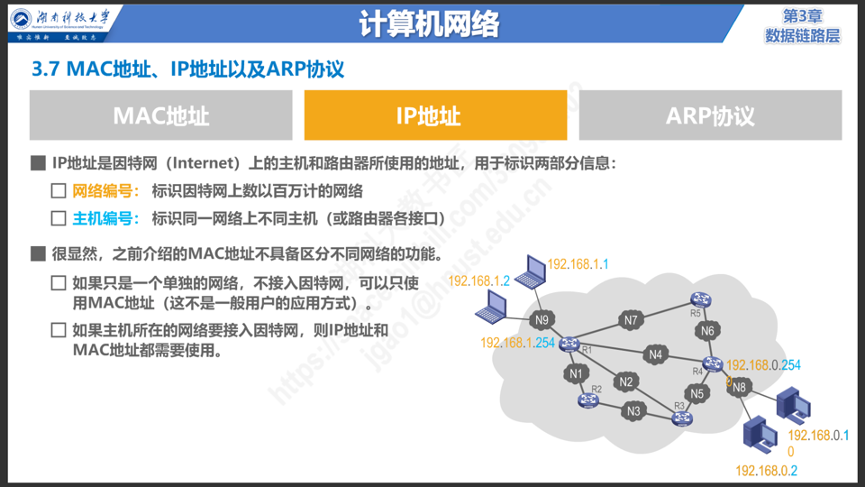 湖南科技大学
Hunan University of Science and Technology
唯实惟新 至诚致志
计算机网络
第3章
数据链路层
3.7 MAC地址、IP地址以及ARP协议
MAC地址
IP地址
ARP协议
IP地址是因特网（Internet）上的主机和路由器所使用的地址，用于标识两部分信息：
网络编号： 标识因特网上数以百万计的网络
主机编号： 标识同一网络上不同主机（或路由器各接口）
很显然，之前介绍的MAC地址不具备区分不同网络的功能。
如果只是一个单独的网络，不接入因特网，可以只使
用MAC地址（这不是一般用户的应用方式）。
如果主机所在的网络要接入因特网，则IP地址和
MAC地址都需要使用。
192.168.1.1
192.168.1.2
192.168.1.254
N9
N7
R5
N6
R1
N4
R4
192.168.0.254
0
N1
N2
N5
N8
R2
N3
R3
192.168.0.1
0
192.168.0.2